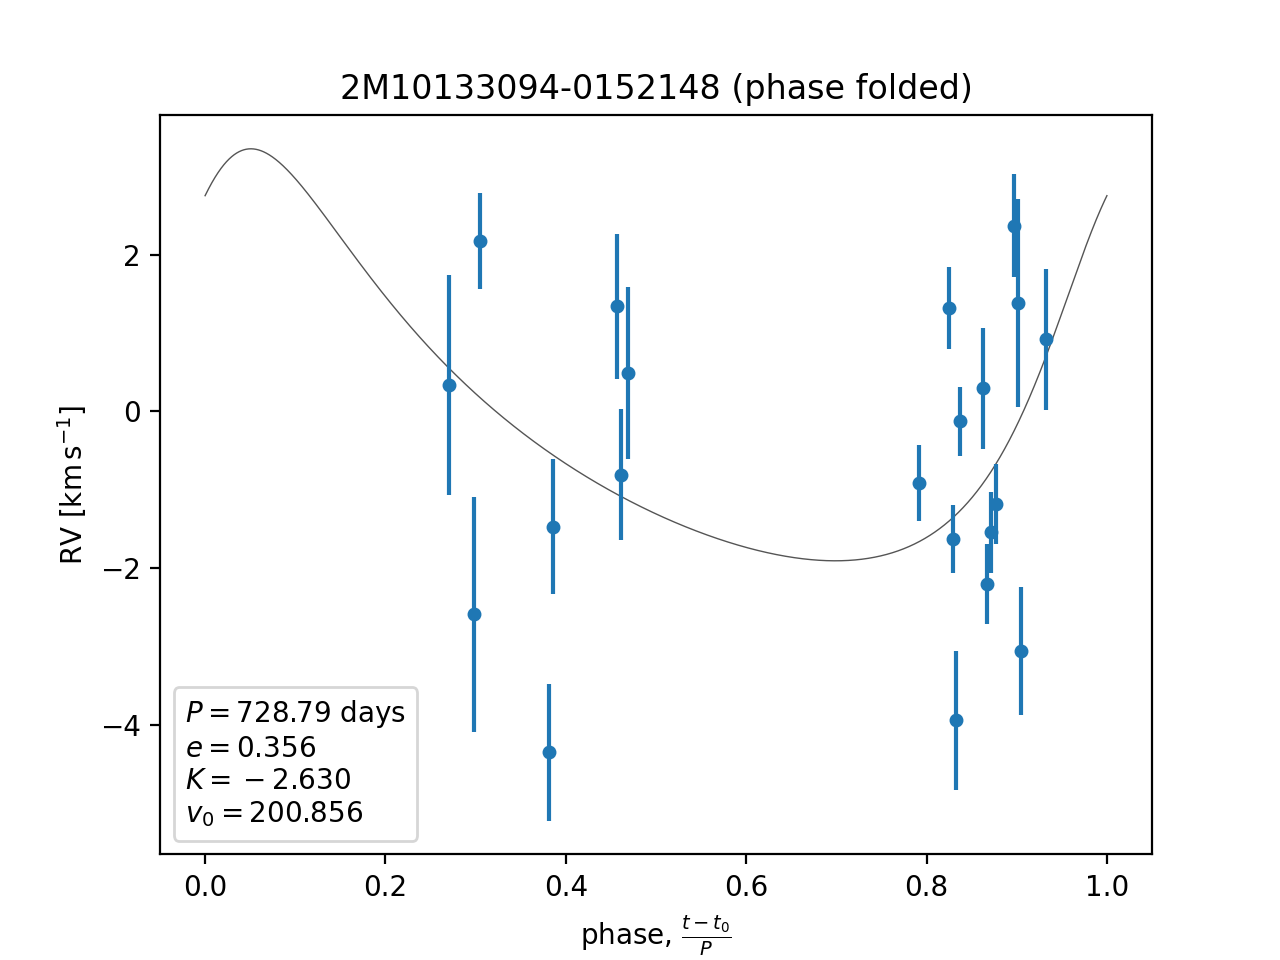 2M10133094-0152148 (phase folded)
RV [km s⁻¹]
2
0
−2
−4
P = 728.79 days
e = 0.356
K = − 2.630
v₀ = 200.856
0.0 0.2 0.4 0.6 0.8 1.0
phase, (t − t₀)/P